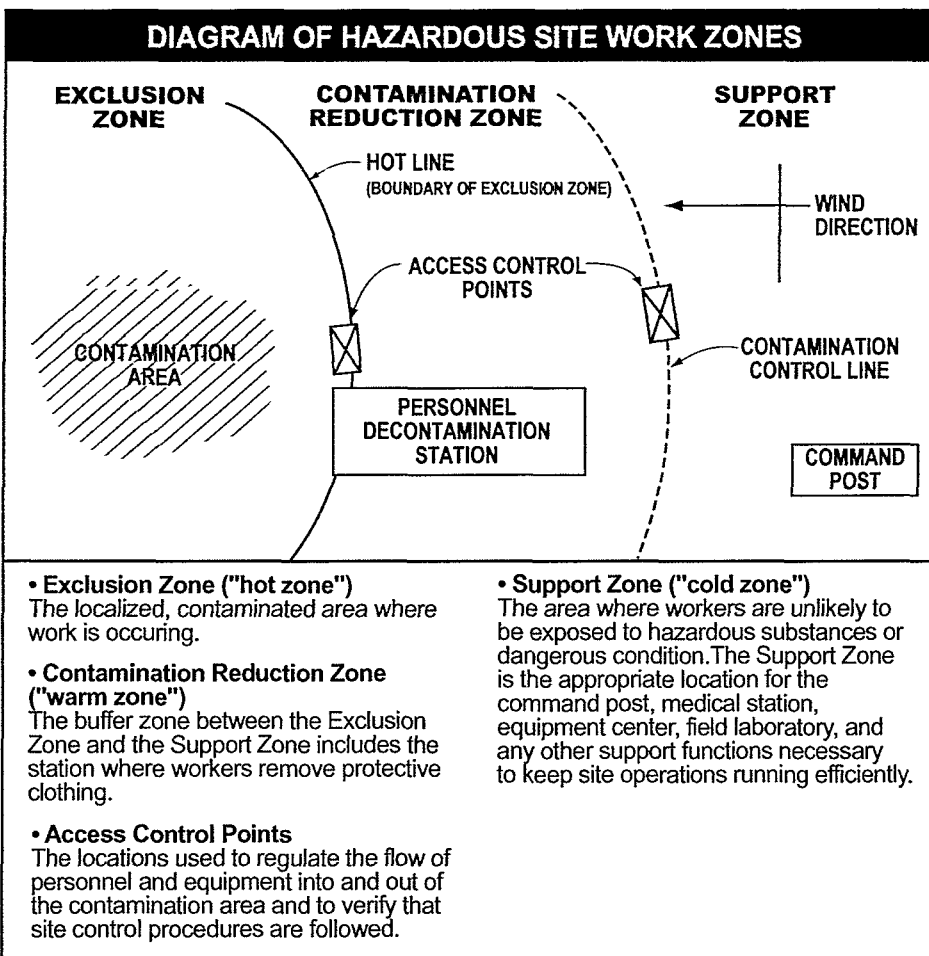 DIAGRAM OF HAZARDOUS SITE WORK ZONES
EXCLUSION
ZONE
CONTAMINATION
REDUCTION ZONE
SUPPORT
ZONE
HOT LINE
(BOUNDARY OF EXCLUSION ZONE)
WIND
DIRECTION
ACCESS CONTROL
POINTS
CONTAMINATION
AREA
CONTAMINATION
CONTROL LINE
PERSONNEL
DECONTAMINATION
STATION
COMMAND
POST
• Exclusion Zone ("hot zone")
The localized, contaminated area where
work is occuring.
• Contamination Reduction Zone
("warm zone")
The buffer zone between the Exclusion
Zone and the Support Zone includes the
station where workers remove protective
clothing.
• Access Control Points
The locations used to regulate the flow of
personnel and equipment into and out of
the contamination area and to verify that
site control procedures are followed.
• Support Zone ("cold zone")
The area where workers are unlikely to
be exposed to hazardous substances or
dangerous condition.The Support Zone
is the appropriate location for the
command post, medical station,
equipment center, field laboratory, and
any other support functions necessary
to keep site operations running efficiently.